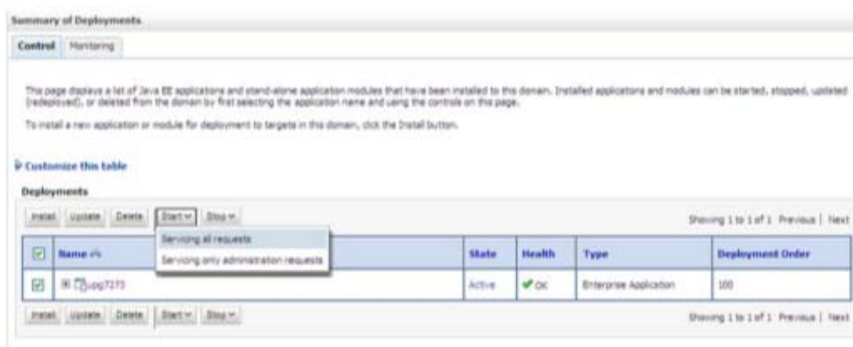 Summary of Deployments
Control Monitoring
This page displays a list of Java EE applications and stand-alone application modules that have been installed to this domain. Installed applications and modules can be started, stopped, updated
(redeployed), or deleted from the domain by first selecting the application name and using the controls on this page.
To install a new application or module for deployment to targets in this domain, click the Install button.
Customize this table
Deployments
Install Update Delete Start Stop Showing 1 to 1 of 1 Previous | Next
Servicing all requests
Servicing only administration requests
Name State Health Type Deployment Order
upg7273 Active OK Enterprise Application 100
Install Update Delete Start Stop Showing 1 to 1 of 1 Previous | Next